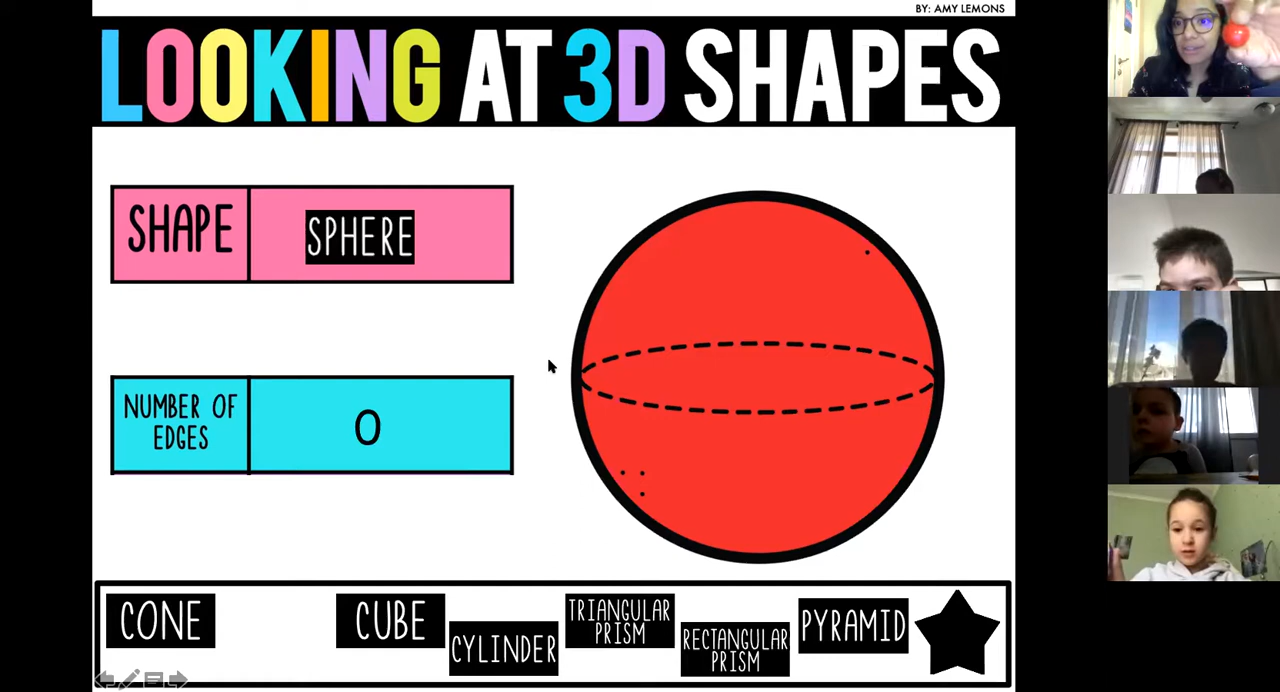 BY: AMY LEMONS
LOOKING AT 3D SHAPES
SHAPE
SPHERE
NUMBER OF
EDGES
0
CONE
CUBE
CYLINDER
TRIANGULAR
PRISM
RECTANGULAR
PRISM
PYRAMID